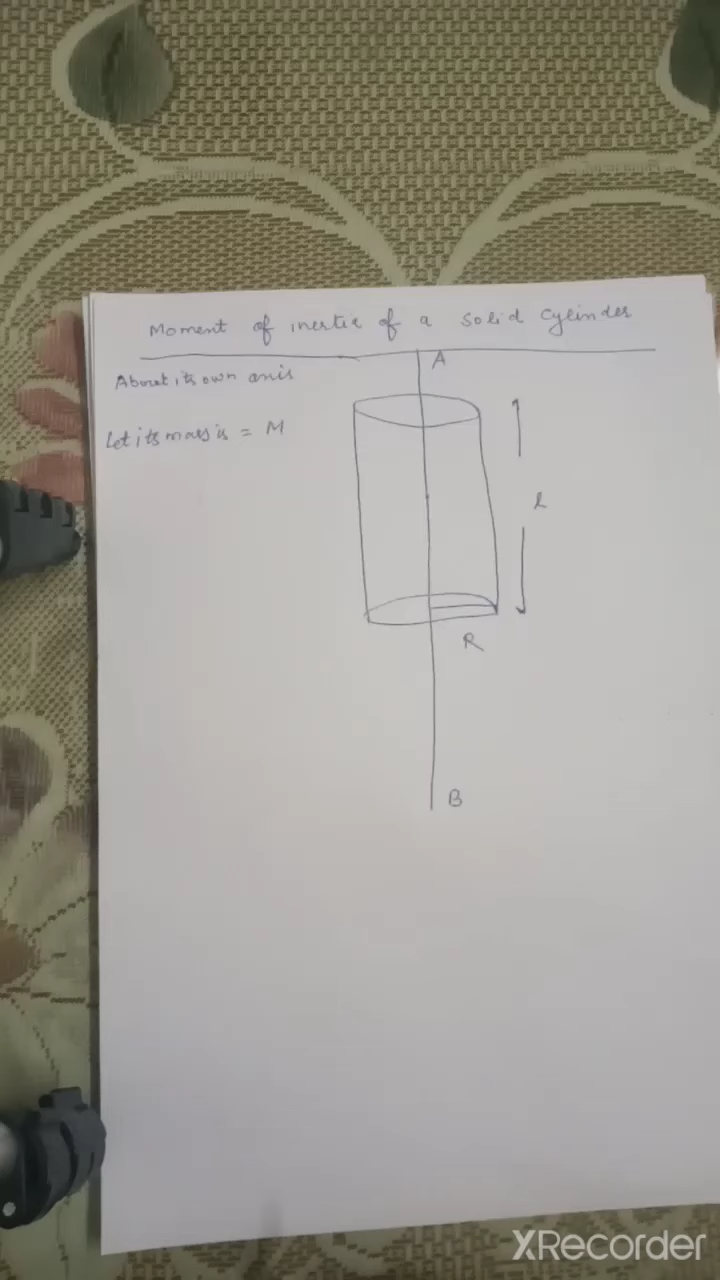 Moment of inertia of a solid cylinder
A
About its own axis
Let its mass is = M
l
R
B
XRecorder